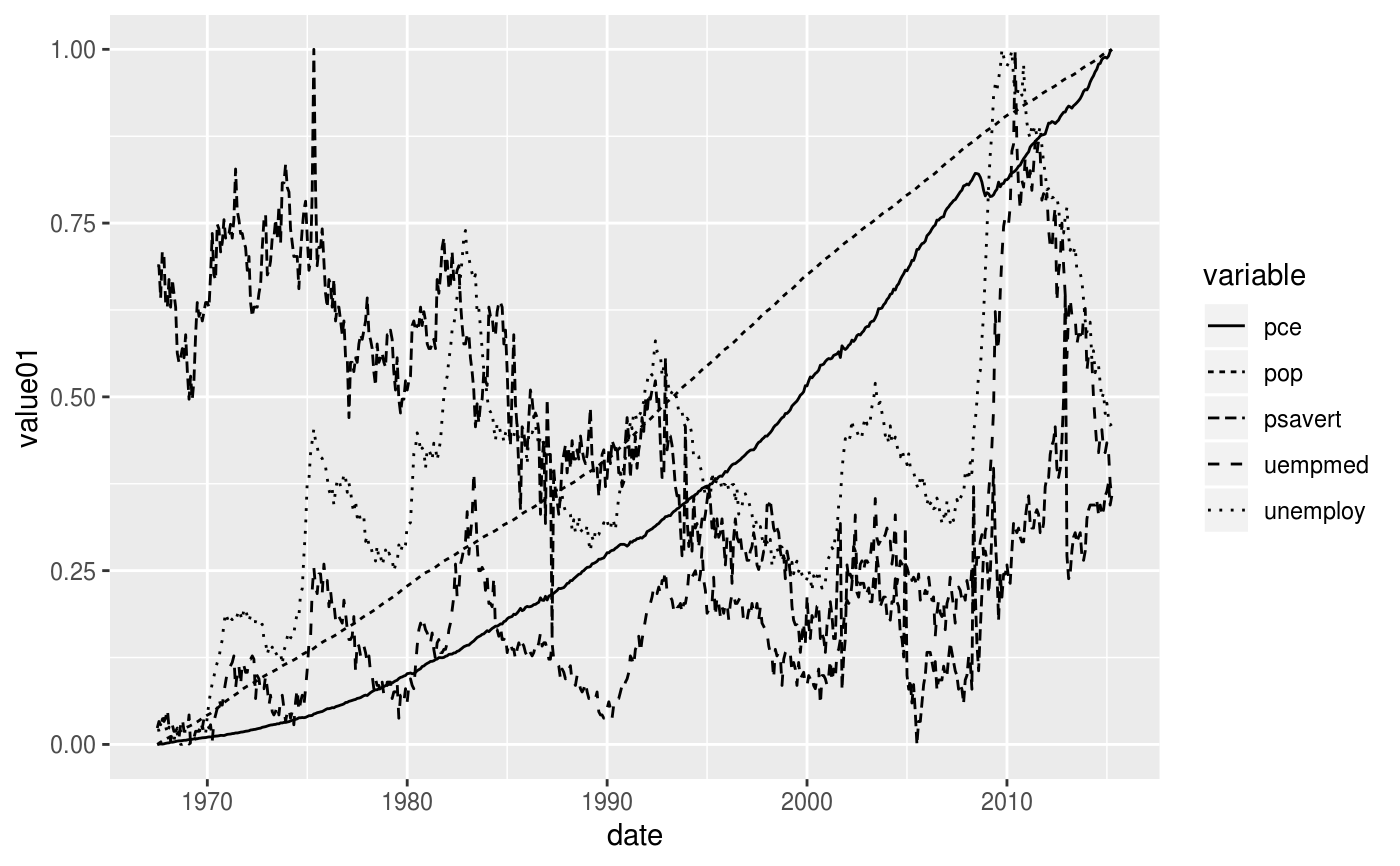 1.00
0.75
0.50
0.25
0.00
value01
1970 1980 1990 2000 2010
date
variable
pce
pop
psavert
uempmed
unemploy